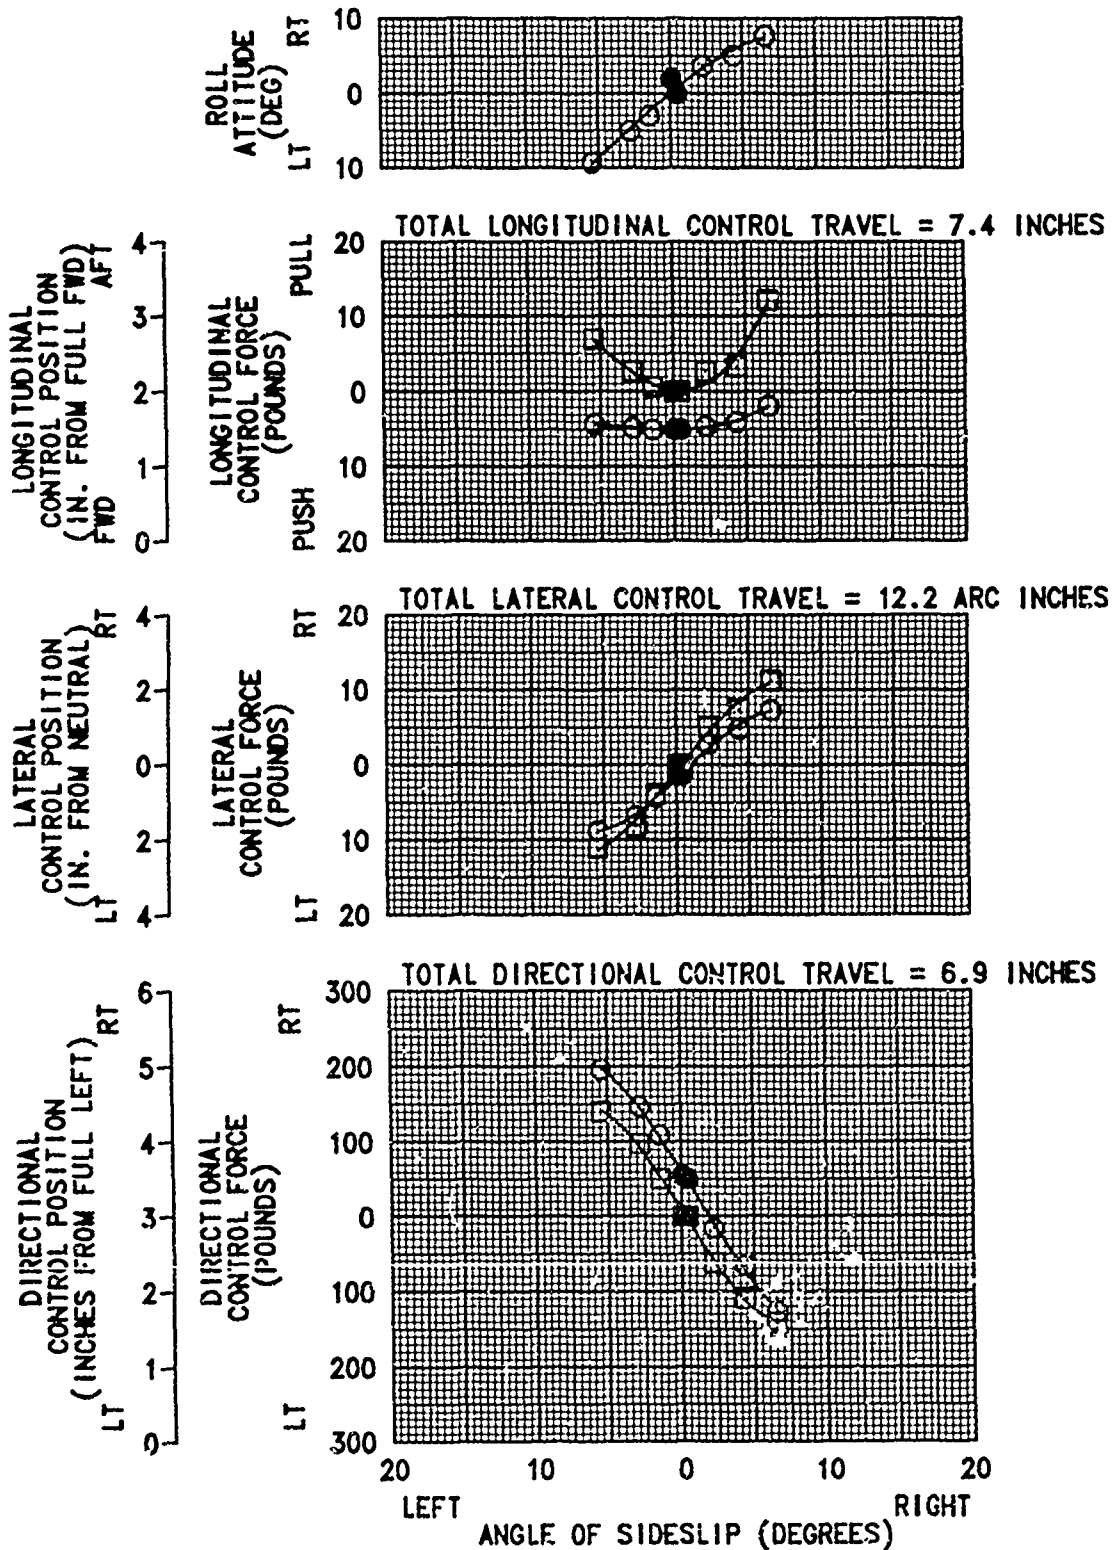 ROLL
ATTITUDE
(DEG)
LT
RT
10
0
10
TOTAL LONGITUDINAL CONTROL TRAVEL = 7.4 INCHES
LONGITUDINAL
CONTROL POSITION
(IN. FROM FULL FWD)
FWD
AFT
4
3
2
1
0
LONGITUDINAL
CONTROL FORCE
(POUNDS)
PUSH
PULL
20
10
0
10
20
TOTAL LATERAL CONTROL TRAVEL = 12.2 ARC INCHES
LATERAL
CONTROL POSITION
(IN. FROM NEUTRAL)
LT
RT
4
2
0
2
4
LATERAL
CONTROL FORCE
(POUNDS)
LT
RT
20
10
0
10
20
TOTAL DIRECTIONAL CONTROL TRAVEL = 6.9 INCHES
DIRECTIONAL
CONTROL POSITION
(INCHES FROM FULL LEFT)
LT
RT
6
5
4
3
2
1
0
DIRECTIONAL
CONTROL FORCE
(POUNDS)
LT
RT
300
200
100
0
100
200
300
20 10 0 10 20
LEFT RIGHT
ANGLE OF SIDESLIP (DEGREES)